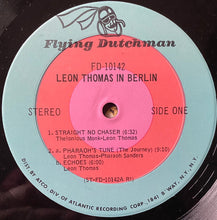 Flying Dutchman
FD-10142
LEON THOMAS IN BERLIN
STEREO
SIDE ONE
1. STRAIGHT NO CHASER (6:32)
Thelonious Monk-Leon Thomas
2. a. PHARAOH'S TUNE (The Journey) (6:10)
Leon Thomas-Pharoah Sanders
b. ECHOES (9:10)
Leon Thomas
(ST-FD-10142A RI)
DIST. BY ATCO. DIV. OF ATLANTIC RECORDING CORP. 1841 B'WAY, N.Y., N.Y.